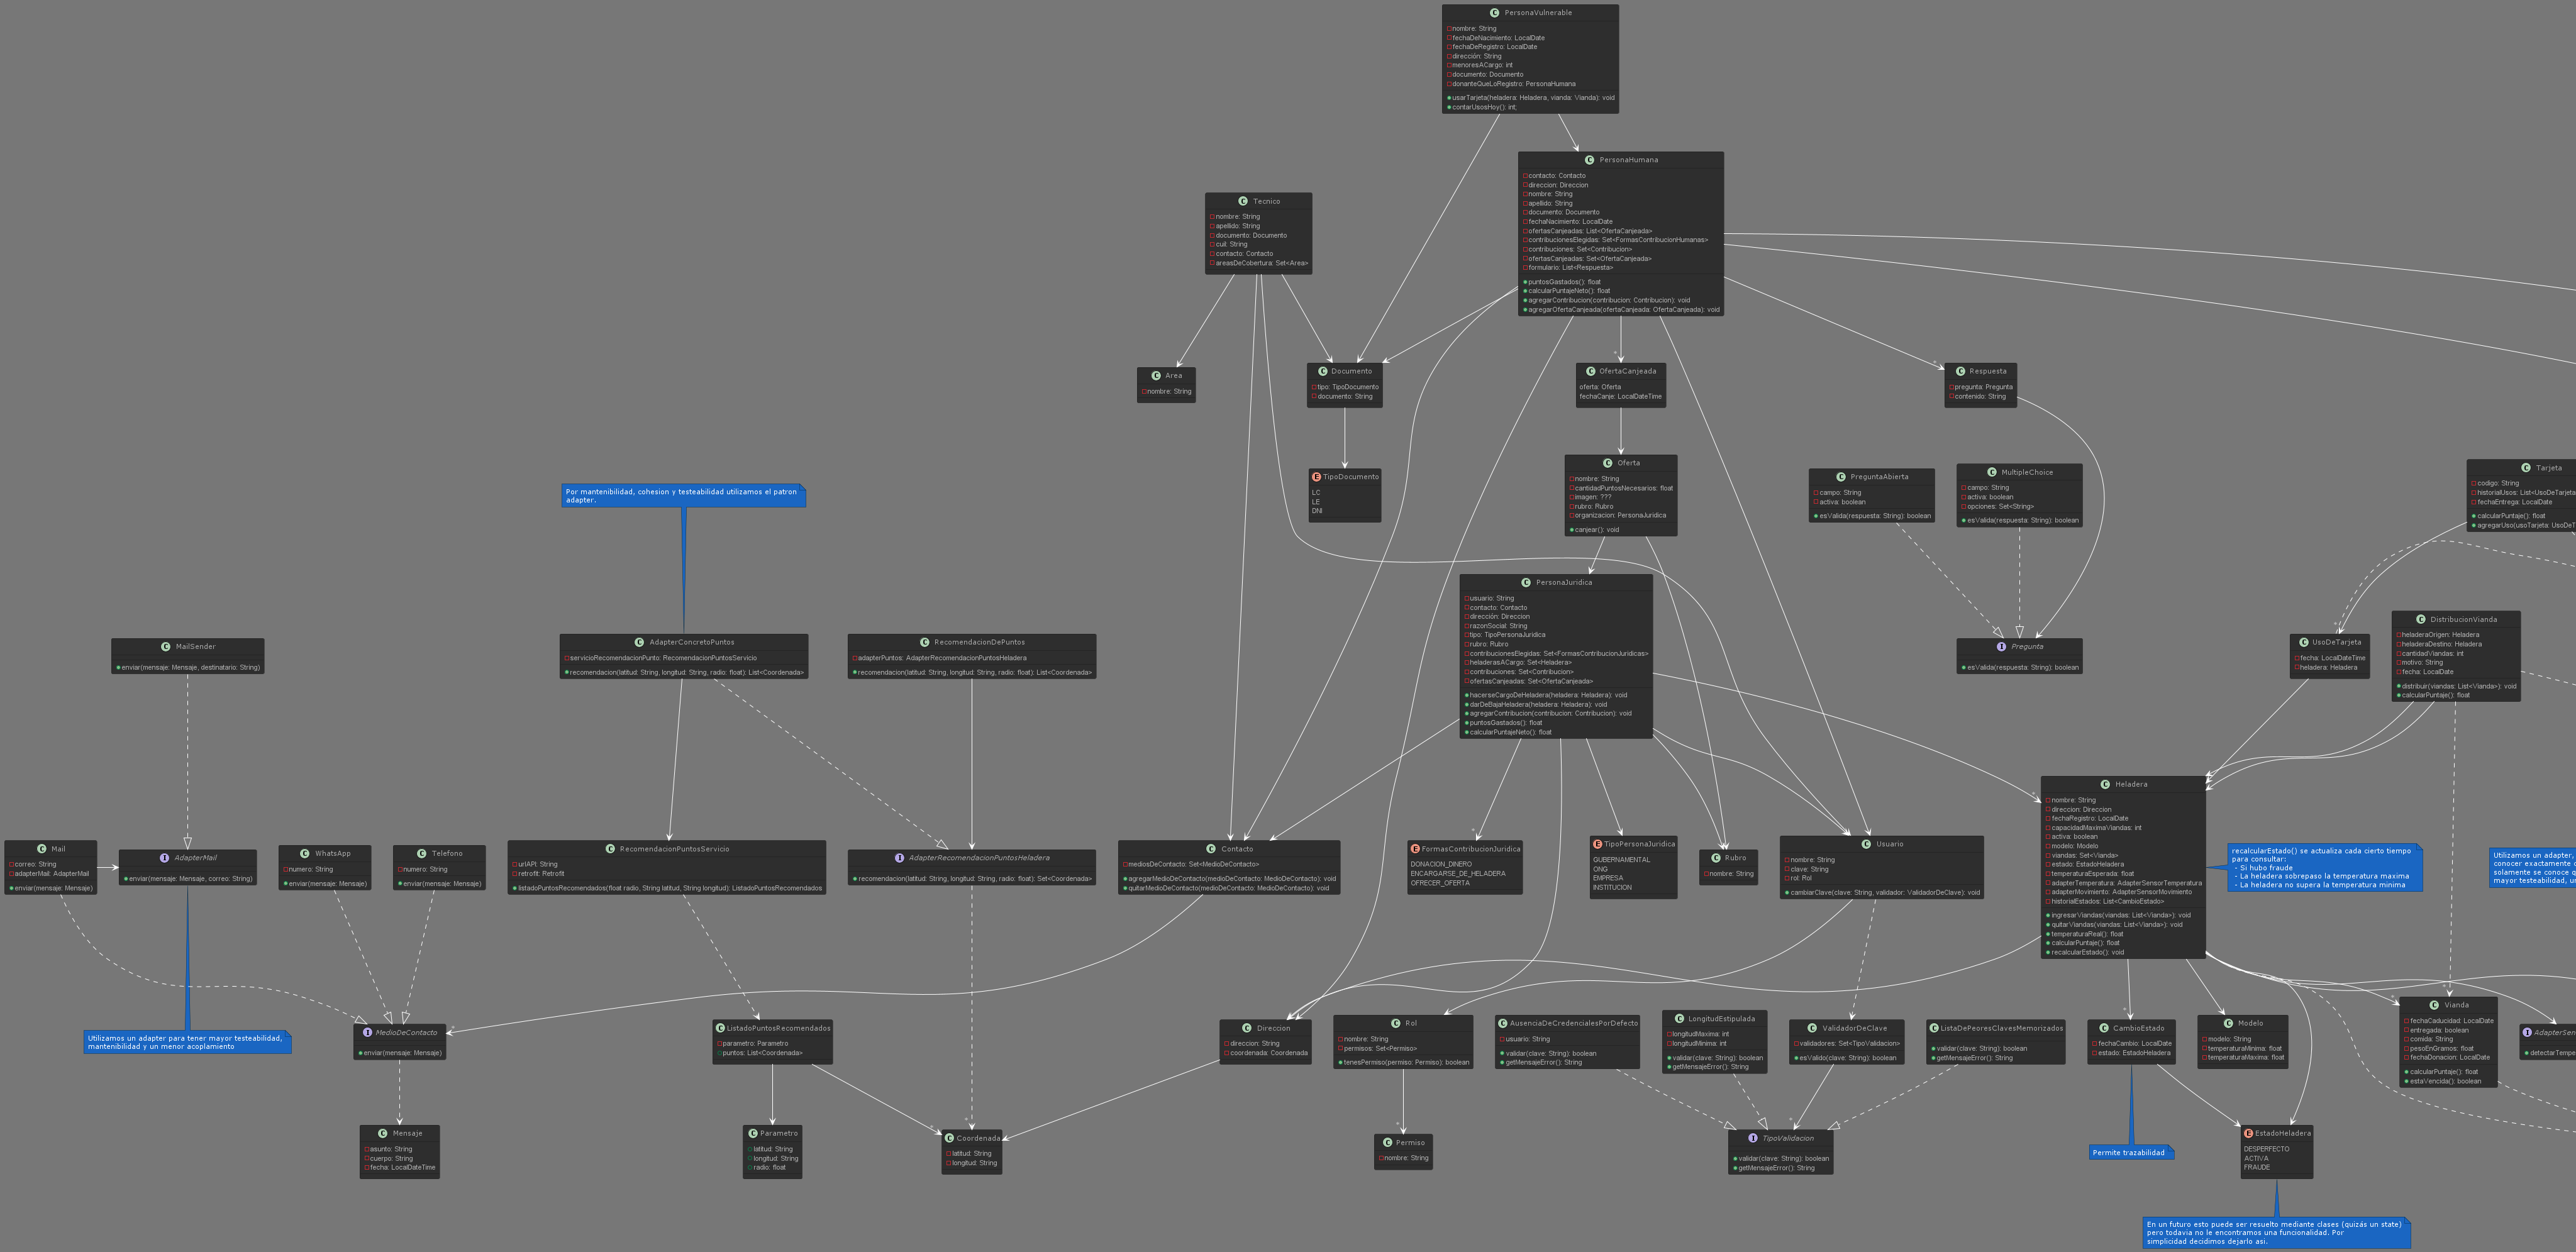 PersonaVulnerable
nombre: String
fechaDeNacimiento: LocalDate
fechaDeRegistro: LocalDate
dirección: String
menoresACargo: int
documento: Documento
donanteQueLoRegistro: PersonaHumana
usarTarjeta(heladera: Heladera, vianda: Vianda): void
contarUsosHoy(): int;
PersonaHumana
contacto: Contacto
direccion: Direccion
nombre: String
apellido: String
documento: Documento
fechaNacimiento: LocalDate
ofertasCanjeadas: List<OfertaCanjeada>
contribucionesElegidas: Set<FormasContribucionHumanas>
contribuciones: Set<Contribucion>
ofertasCanjeadas: Set<OfertaCanjeada>
formulario: List<Respuesta>
puntosGastados(): float
calcularPuntajeNeto(): float
agregarContribucion(contribucion: Contribucion): void
agregarOfertaCanjeada(ofertaCanjeada: OfertaCanjeada): void
Tecnico
nombre: String
apellido: String
documento: Documento
cuil: String
contacto: Contacto
areasDeCobertura: Set<Area>
Area
nombre: String
Documento
tipo: TipoDocumento
documento: String
OfertaCanjeada
oferta: Oferta
fechaCanje: LocalDateTime
Respuesta
pregunta: Pregunta
contenido: String
TipoDocumento
LC
LE
DNI
Oferta
nombre: String
cantidadPuntosNecesarios: float
imagen: ???
rubro: Rubro
organizacion: PersonaJuridica
canjear(): void
PreguntaAbierta
campo: String
activa: boolean
esValida(respuesta: String): boolean
MultipleChoice
campo: String
activa: boolean
opciones: Set<String>
esValida(respuesta: String): boolean
Tarjeta
codigo: String
historialUsos: List<UsoDeTarjeta
fechaEntrega: LocalDate
calcularPuntaje(): float
agregarUso(usoTarjeta: UsoDeT
Por mantenibilidad, cohesion y testeabilidad utilizamos el patron
adapter.
PersonaJuridica
usuario: String
contacto: Contacto
dirección: Direccion
razonSocial: String
tipo: TipoPersonaJuridica
rubro: Rubro
contribucionesElegidas: Set<FormasContribucionJuridicas>
heladerasACargo: Set<Heladera>
contribuciones: Set<Contribucion>
ofertasCanjeadas: Set<OfertaCanjeada>
hacerseCargoDeHeladera(heladera: Heladera): void
darDeBajaHeladera(heladera: Heladera): void
agregarContribucion(contribucion: Contribucion): void
puntosGastados(): float
calcularPuntajeNeto(): float
MailSender
enviar(mensaje: Mensaje, destinatario: String)
AdapterConcretoPuntos
servicioRecomendacionPunto: RecomendacionPuntosServicio
recomendacion(latitud: String, longitud: String, radio: float): List<Coordenada>
RecomendacionDePuntos
adapterPuntos: AdapterRecomendacionPuntosHeladera
recomendacion(latitud: String, longitud: String, radio: float): List<Coordenada>
Pregunta
esValida(respuesta: String): boolean
UsoDeTarjeta
fecha: LocalDateTime
heladera: Heladera
DistribucionVianda
heladeraOrigen: Heladera
heladeraDestino: Heladera
cantidadViandas: int
motivo: String
fecha: LocalDate
distribuir(viandas: List<Vianda>): void
calcularPuntaje(): float
Mail
correo: String
adapterMail: AdapterMail
enviar(mensaje: Mensaje)
AdapterMail
enviar(mensaje: Mensaje, correo: String)
WhatsApp
numero: String
enviar(mensaje: Mensaje)
Telefono
numero: String
enviar(mensaje: Mensaje)
RecomendacionPuntosServicio
urlAPI: String
retrofit: Retrofit
listadoPuntosRecomendados(float radio, String latitud, String longitud): ListadoPuntosRecomendados
AdapterRecomendacionPuntosHeladera
recomendacion(latitud: String, longitud: String, radio: float): Set<Coordenada>
Contacto
mediosDeContacto: Set<MedioDeContacto>
agregarMedioDeContacto(medioDeContacto: MedioDeContacto): void
quitarMedioDeContacto(medioDeContacto: MedioDeContacto): void
FormasContribucionJuridica
DONACION_DINERO
ENCARGARSE_DE_HELADERA
OFRECER_OFERTA
TipoPersonaJuridica
GUBERNAMENTAL
ONG
EMPRESA
INSTITUCION
Rubro
nombre: String
Usuario
nombre: String
clave: String
rol: Rol
cambiarClave(clave: String, validador: ValidadorDeClave): void
Heladera
nombre: String
direccion: Direccion
fechaRegistro: LocalDate
capacidadMaximaViandas: int
activa: boolean
modelo: Modelo
viandas: Set<Vianda>
estado: EstadoHeladera
temperaturaEsperada: float
adapterTemperatura: AdapterSensorTemperatura
adapterMovimiento: AdapterSensorMovimiento
historialEstados: List<CambioEstado>
ingresarViandas(viandas: List<Vianda>): void
quitarViandas(viandas: List<Vianda>): void
temperaturaReal(): float
calcularPuntaje(): float
recalcularEstado(): void
recalcularEstado() se actualiza cada cierto tiempo
para consultar:
- Si hubo fraude
- La heladera sobrepaso la temperatura maxima
- La heladera no supera la temperatura minima
Utilizamos un adapter,
conocer exactamente
solamente se conoce q
mayor testeabilidad, u
Utilizamos un adapter para tener mayor testeabilidad,
mantenibilidad y un menor acoplamiento
MedioDeContacto
enviar(mensaje: Mensaje)
ListadoPuntosRecomendados
parametro: Parametro
puntos: List<Coordenada>
Direccion
direccion: String
coordenada: Coordenada
Rol
nombre: String
permisos: Set<Permiso>
tenesPermiso(permiso: Permiso): boolean
AusenciaDeCredencialesPorDefecto
usuario: String
validar(clave: String): boolean
getMensajeError(): String
LongitudEstipulada
longitudMaxima: int
longitudMinima: int
validar(clave: String): boolean
getMensajeError(): String
ValidadorDeClave
validadores: Set<TipoValidacion>
esValido(clave: String): boolean
ListaDePeoresClavesMemorizados
validar(clave: String): boolean
getMensajeError(): String
CambioEstado
fechaCambio: LocalDate
estado: EstadoHeladera
Modelo
modelo: String
temperaturaMinima: float
temperaturaMaxima: float
Vianda
fechaCaducidad: LocalDate
entregada: boolean
comida: String
pesoEnGramos: float
fechaDonacion: LocalDate
calcularPuntaje(): float
estaVencida(): boolean
AdapterSen
detectarTempe
Mensaje
asunto: String
cuerpo: String
fecha: LocalDateTime
Parametro
latitud: String
longitud: String
radio: float
Coordenada
latitud: String
longitud: String
Permiso
nombre: String
TipoValidacion
validar(clave: String): boolean
getMensajeError(): String
Permite trazabilidad
EstadoHeladera
DESPERFECTO
ACTIVA
FRAUDE
En un futuro esto puede ser resuelto mediante clases (quizás un state)
pero todavia no le encontramos una funcionalidad. Por
simplicidad decidimos dejarlo asi.